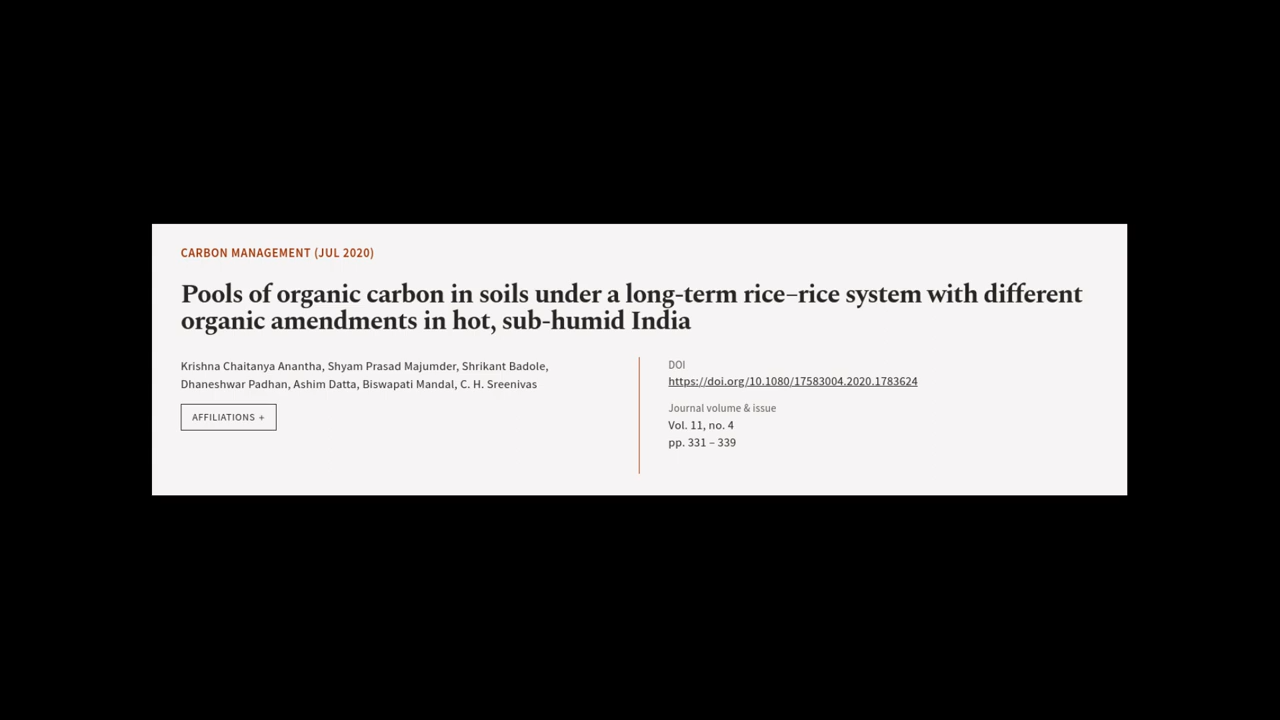 CARBON MANAGEMENT (JUL 2020)
Pools of organic carbon in soils under a long-term rice–rice system with different
organic amendments in hot, sub-humid India
Krishna Chaitanya Anantha, Shyam Prasad Majumder, Shrikant Badole,
Dhaneshwar Padhan, Ashim Datta, Biswapati Mandal, C. H. Sreenivas
AFFILIATIONS +
DOI
https://doi.org/10.1080/17583004.2020.1783624
Journal volume & issue
Vol. 11, no. 4
pp. 331 – 339